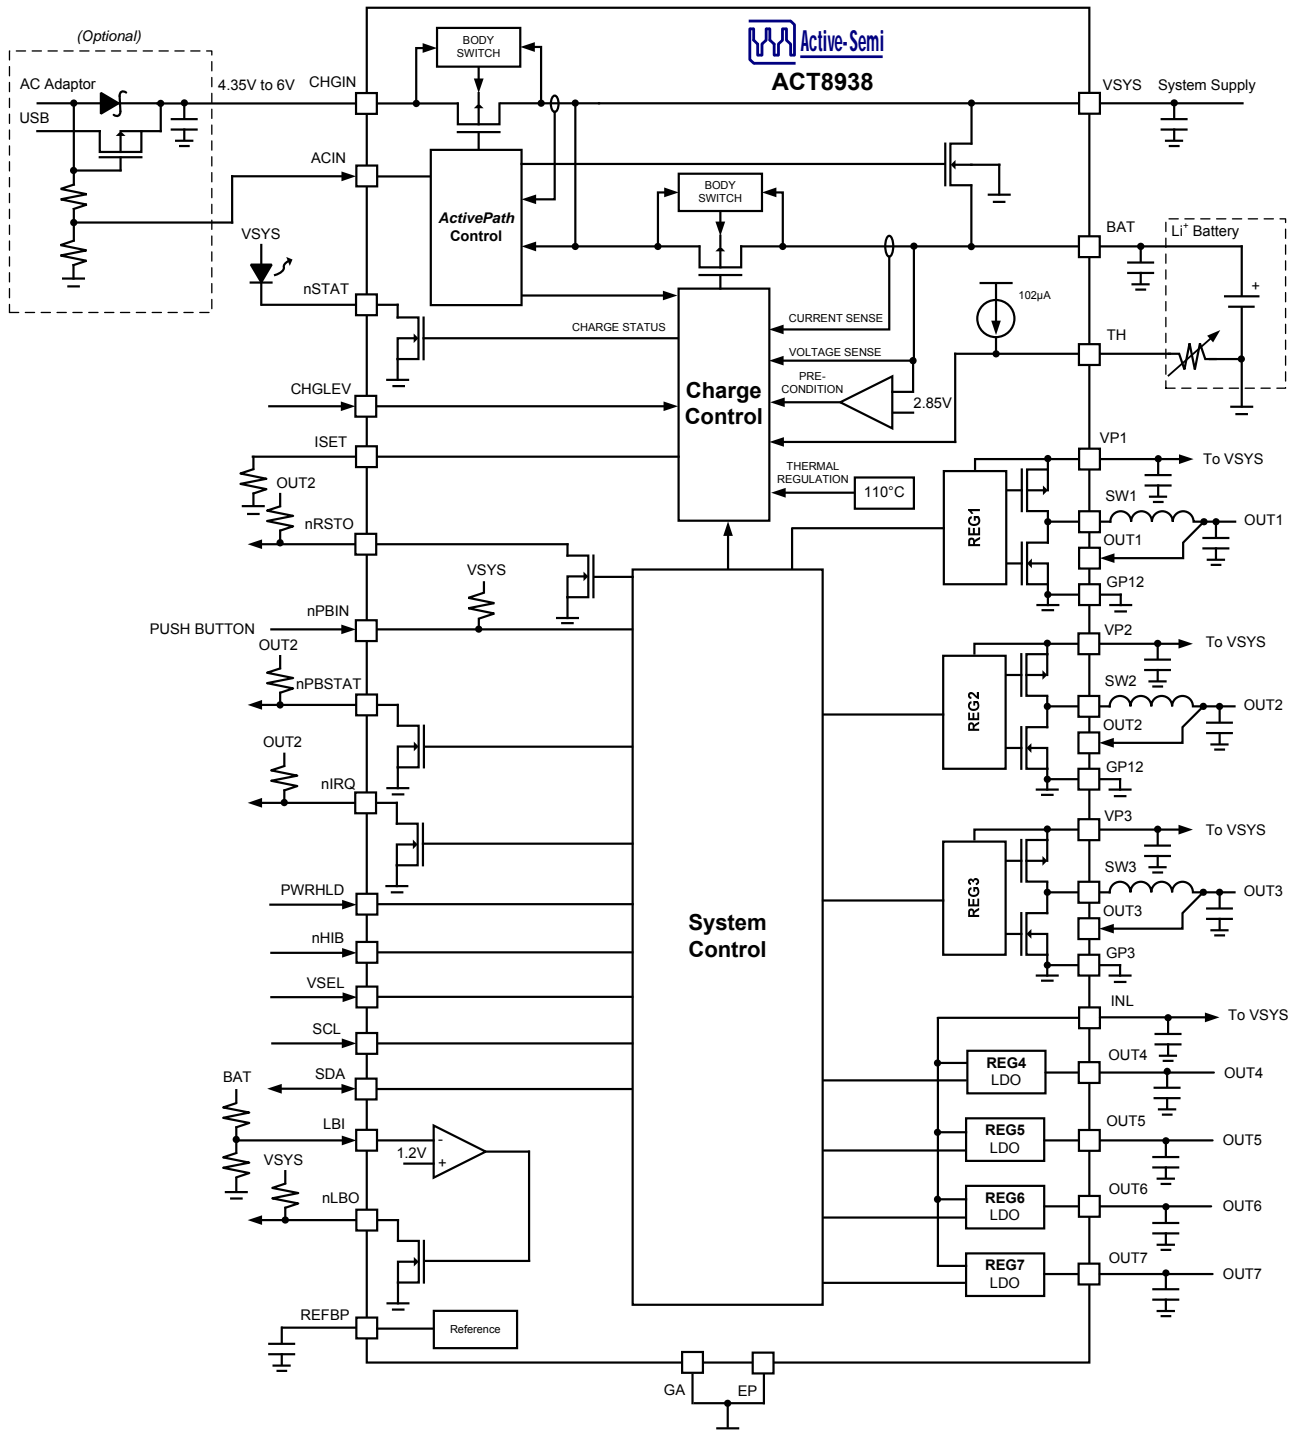 (Optional)
AC Adaptor
USB
4.35V to 6V
CHGIN
BODY
SWITCH
Active-Semi
ACT8938
VSYS
System Supply
ACIN
ActivePath
Control
BODY
SWITCH
BAT
Li+ Battery
+
VSYS
nSTAT
CHARGE STATUS
CURRENT SENSE
102µA
VOLTAGE SENSE
TH
CHGLEV
Charge
Control
PRE-
CONDITION
2.85V
ISET
OUT2
THERMAL
REGULATION
110°C
VP1
To VSYS
REG1
SW1
OUT1
OUT1
GP12
nRSTO
VSYS
nPBIN
PUSH BUTTON
OUT2
nPBSTAT
VP2
To VSYS
REG2
SW2
OUT2
OUT2
GP12
OUT2
nIRQ
VP3
To VSYS
REG3
SW3
OUT3
OUT3
GP3
PWRHLD
System
Control
nHIB
VSEL
SCL
SDA
INL
To VSYS
REG4
LDO
OUT4
OUT4
BAT
LBI
1.2V
-
+
REG5
LDO
OUT5
OUT5
VSYS
nLBO
REG6
LDO
OUT6
OUT6
REG7
LDO
OUT7
OUT7
REFBP
Reference
GA
EP